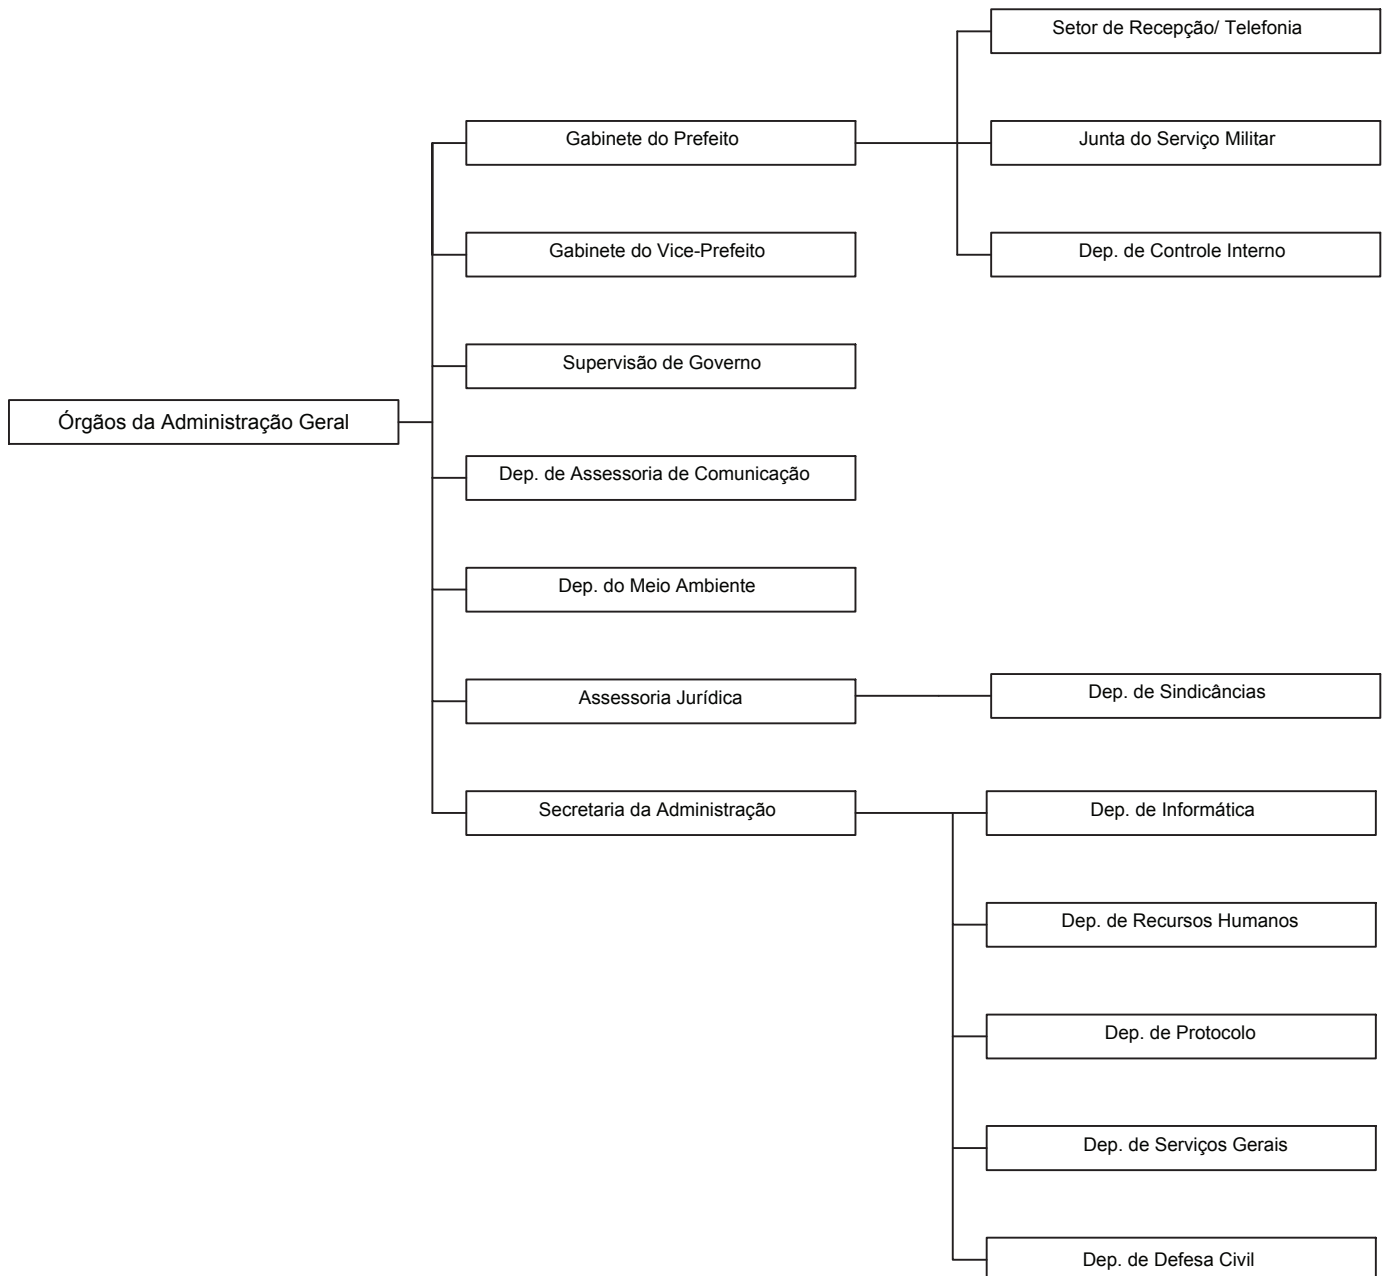 Setor de Recepção/ Telefonia
Gabinete do Prefeito
Junta do Serviço Militar
Gabinete do Vice-Prefeito
Dep. de Controle Interno
Supervisão de Governo
Órgãos da Administração Geral
Dep. de Assessoria de Comunicação
Dep. do Meio Ambiente
Assessoria Jurídica
Dep. de Sindicâncias
Secretaria da Administração
Dep. de Informática
Dep. de Recursos Humanos
Dep. de Protocolo
Dep. de Serviços Gerais
Dep. de Defesa Civil